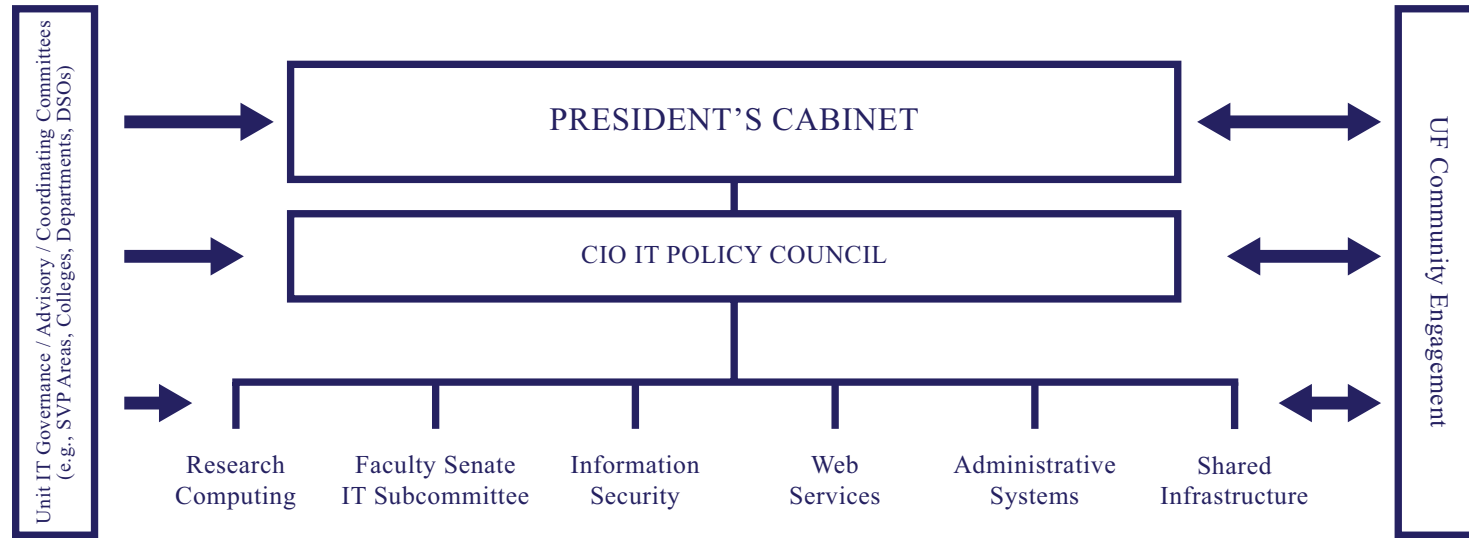 Unit IT Governance / Advisory / Coordinating Committees
(e.g., SVP Areas, Colleges, Departments, DSOs)
PRESIDENT’S CABINET
CIO IT POLICY COUNCIL
Research
Computing
Faculty Senate
IT Subcommittee
Information
Security
Web
Services
Administrative
Systems
Shared
Infrastructure
UF Community Engagement